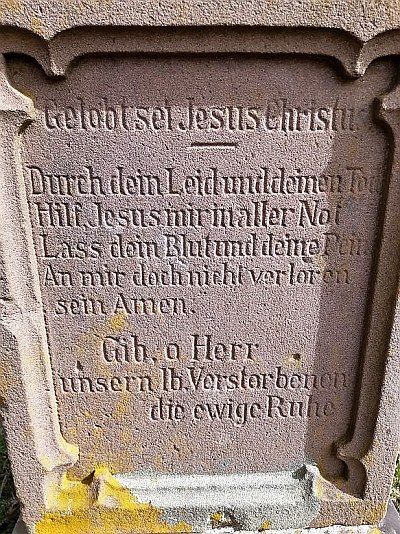 Gelobt sei Jesus Christu
Durch dein Leid und deinen Tod
Hilf, Jesus mir in aller Not
Lass dein Blut und deine Pein
An mir doch nicht verloren
sein Amen.
Gib, o Herr
unsern lb. Verstorbenen
die ewige Ruhe